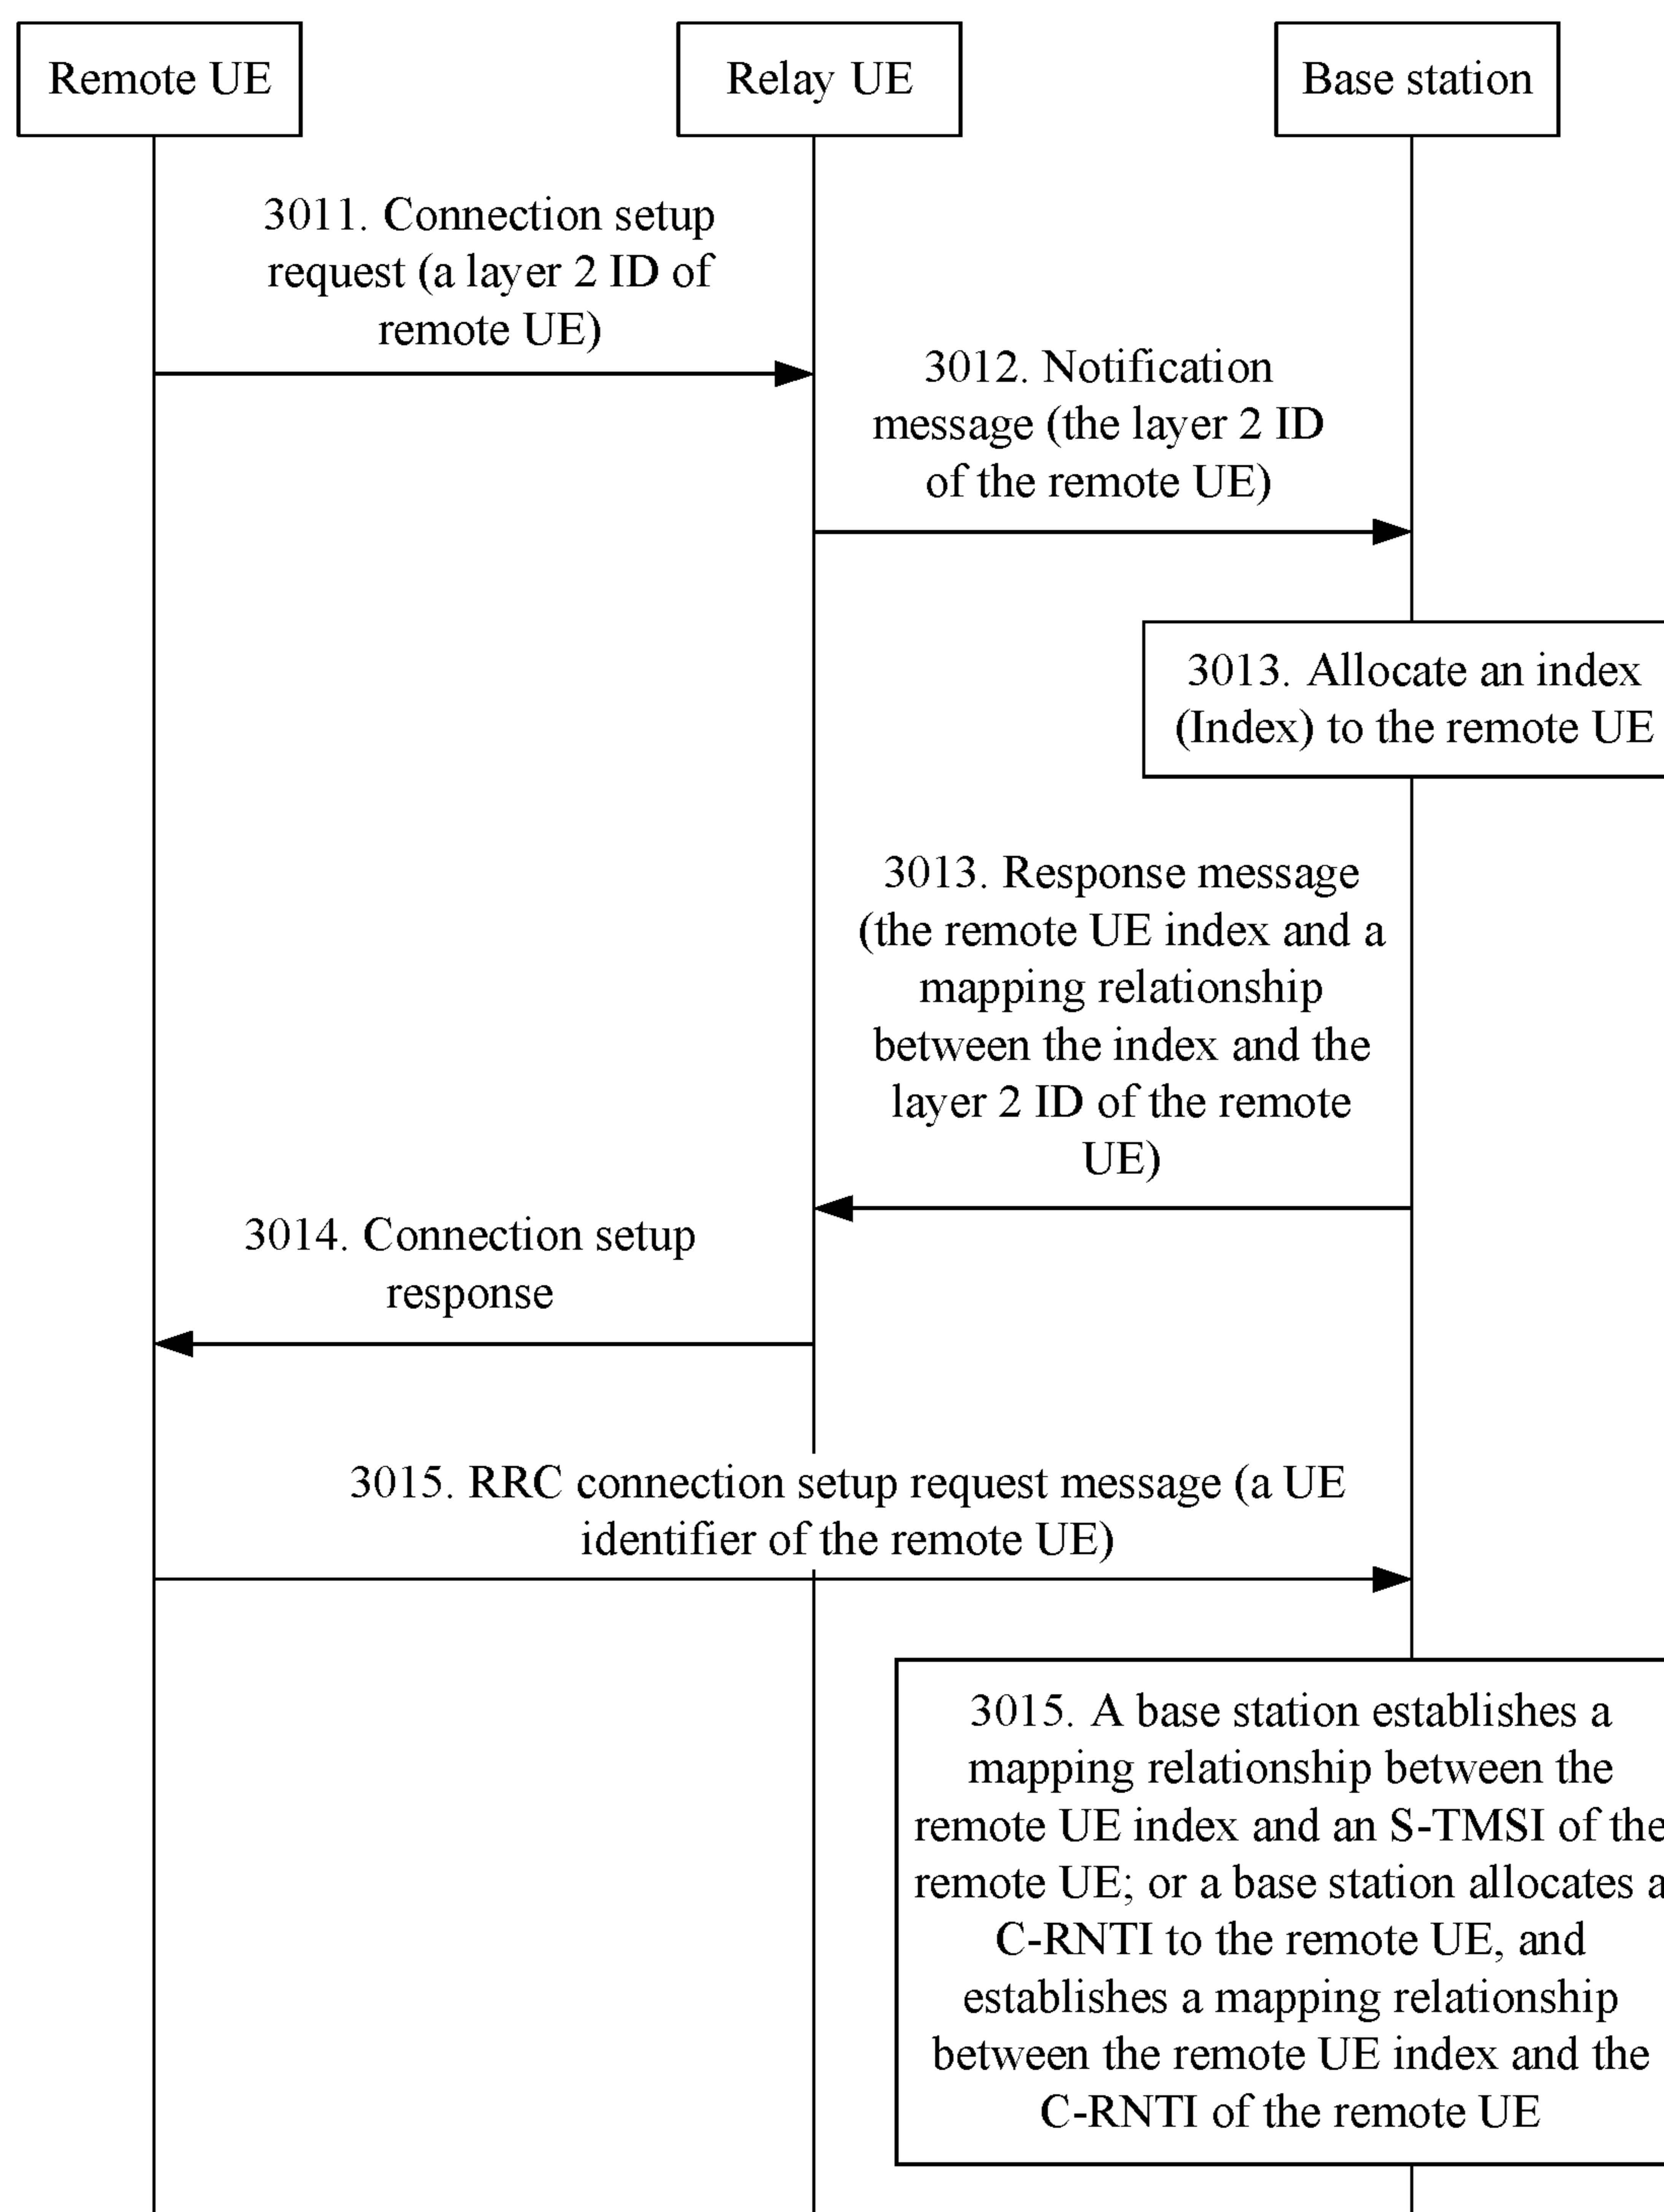 Remote UE
Relay UE
Base station
3011. Connection setup
request (a layer 2 ID of
remote UE)
3012. Notification
message (the layer 2 ID
of the remote UE)
3013. Allocate an index
(Index) to the remote UE
3013. Response message
(the remote UE index and a
mapping relationship
between the index and the
layer 2 ID of the remote
UE)
3014. Connection setup
response
3015. RRC connection setup request message (a UE
identifier of the remote UE)
3015. A base station establishes a
mapping relationship between the
remote UE index and an S-TMSI of the
remote UE; or a base station allocates a
C-RNTI to the remote UE, and
establishes a mapping relationship
between the remote UE index and the
C-RNTI of the remote UE